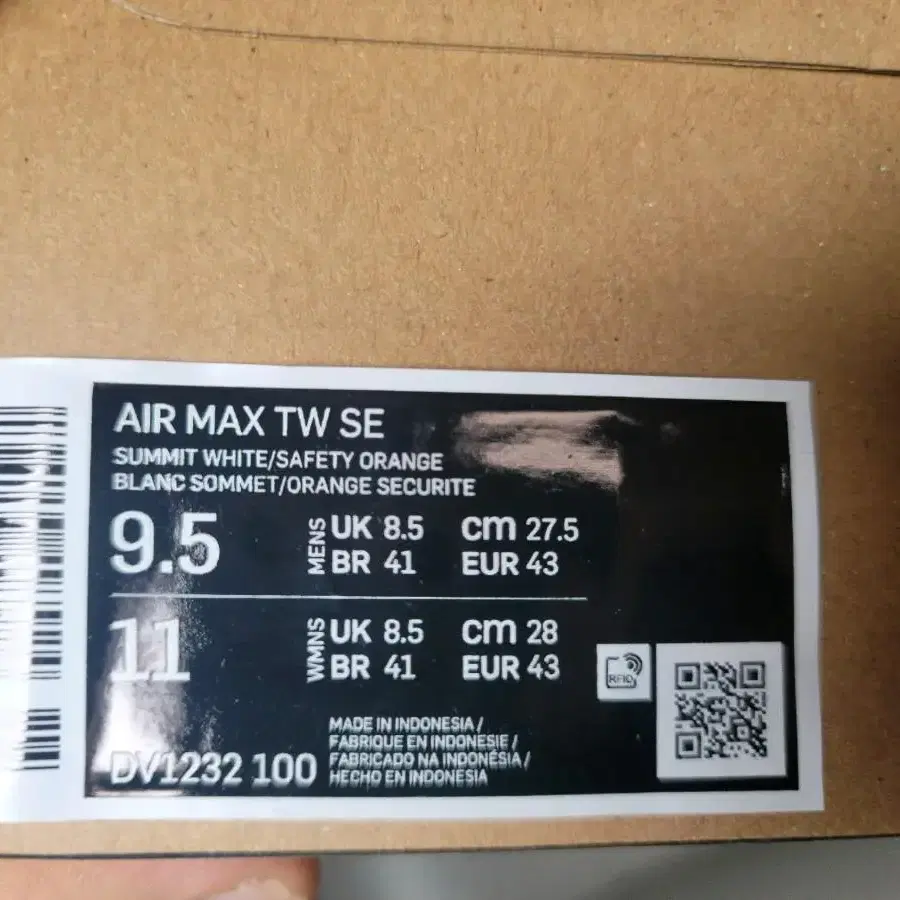 AIR MAX TW SE
SUMMIT WHITE/SAFETY ORANGE
BLANC SOMMET/ORANGE SECURITE
9.5 MENS UK 8.5 CM 27.5
BR 41 EUR 43
11 WMNS UK 8.5 CM 28
BR 41 EUR 43
RFID
MADE IN INDONESIA /
FABRIQUE EN INDONESIE /
FABRICADO NA INDONÉSIA /
HECHO EN INDONESIA
DV1232 100